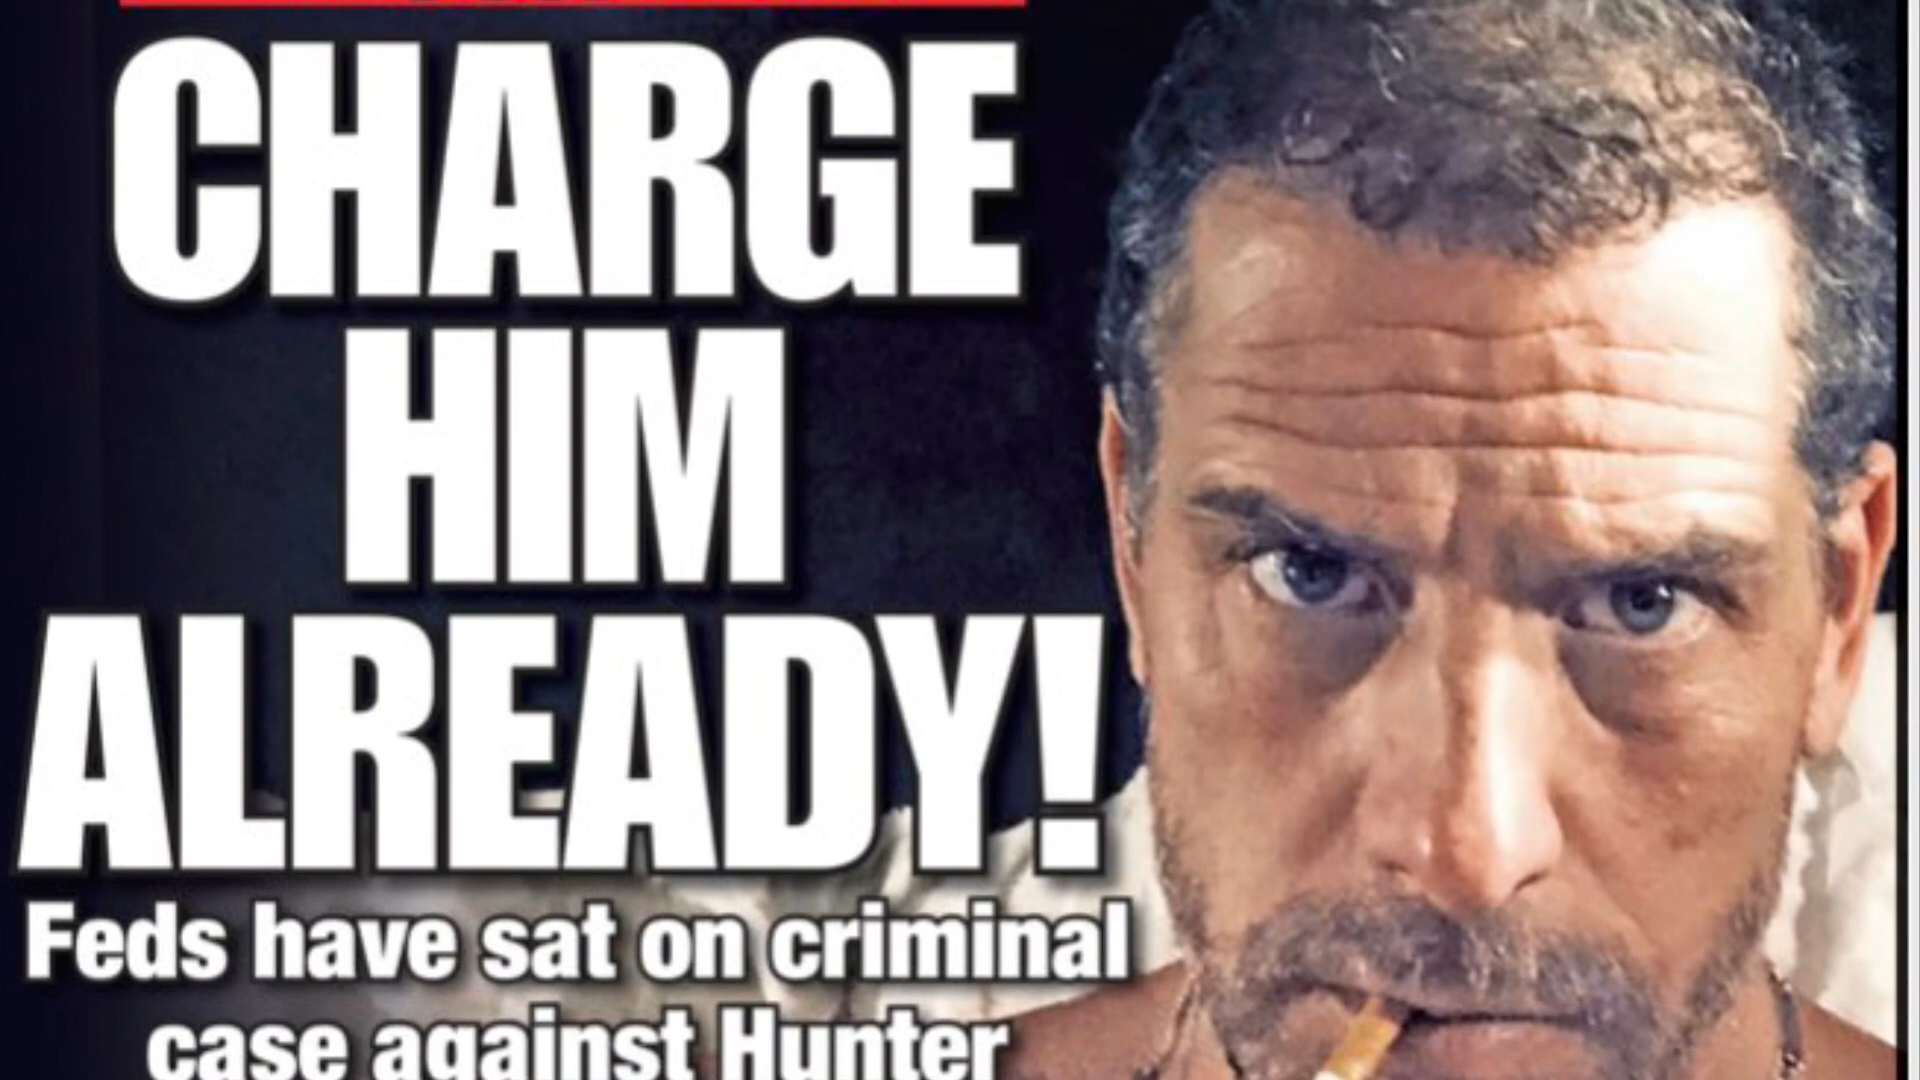 CHARGE
HIM
ALREADY!
Feds have sat on criminal
case against Hunter